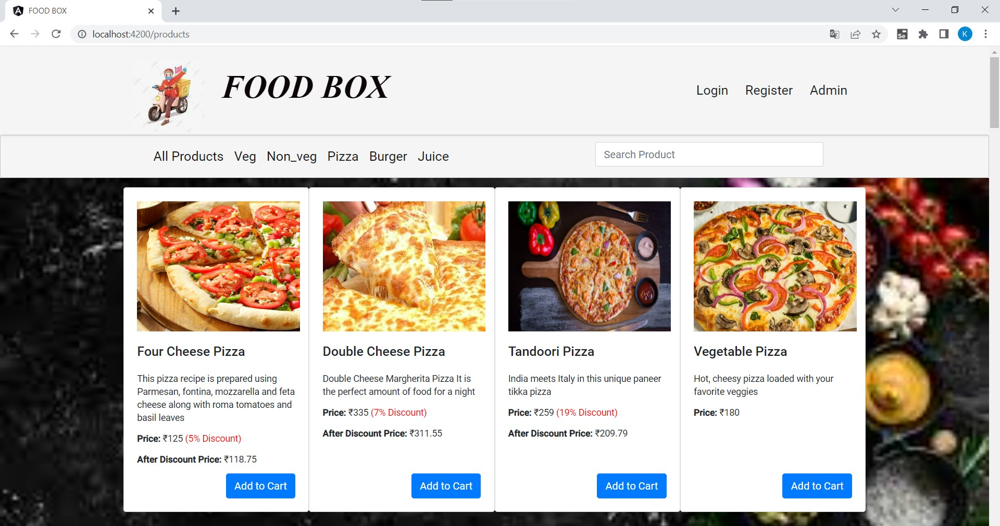 FOOD BOX
localhost:4200/products
Se
K
FOOD BOX
Login Register Admin
All Products Veg Non_veg Pizza Burger Juice
Search Product
Four Cheese Pizza
This pizza recipe is prepared using
Parmesan, fontina, mozzarella and feta
cheese along with roma tomatoes and
basil leaves
Price: ₹125 (5% Discount)
After Discount Price: ₹118.75
Add to Cart
Double Cheese Pizza
Double Cheese Margherita Pizza It is
the perfect amount of food for a night
Price: ₹335 (7% Discount)
After Discount Price: ₹311.55
Add to Cart
Tandoori Pizza
India meets Italy in this unique paneer
tikka pizza
Price: ₹259 (19% Discount)
After Discount Price: ₹209.79
Add to Cart
Vegetable Pizza
Hot, cheesy pizza loaded with your
favorite veggies
Price: ₹180
Add to Cart